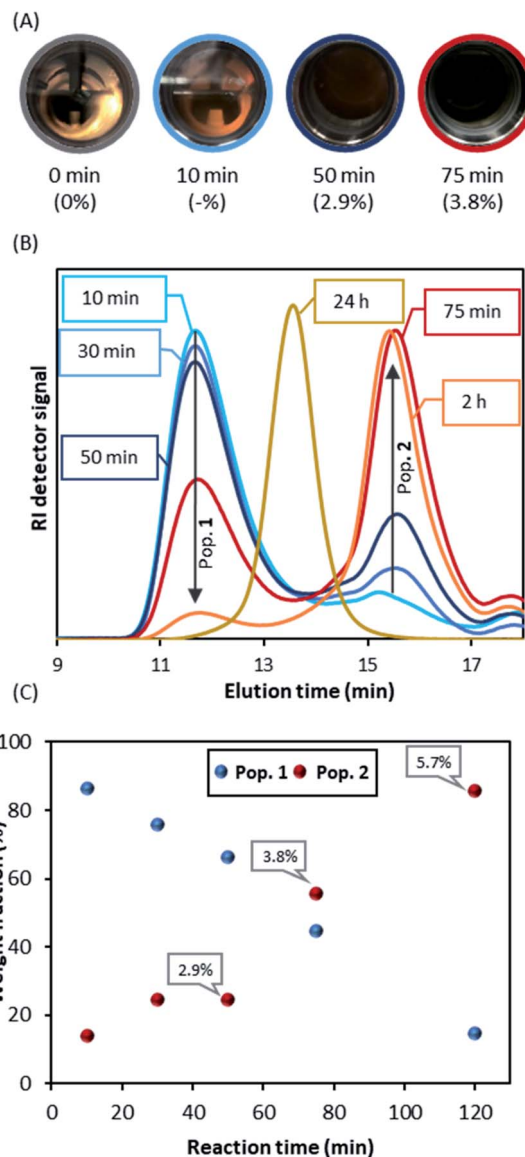 (A)
0 min 10 min 50 min 75 min
(0%) (-%) (2.9%) (3.8%)
(B)
10 min 24 h 75 min
30 min
2 h
50 min
Pop. 1
Pop. 2
RI detector signal
9 11 13 15 17
Elution time (min)
(C)
100
Pop. 1 Pop. 2
5.7%
80
3.8%
60
40
2.9%
20
0
0 20 40 60 80 100 120
Reaction time (min)